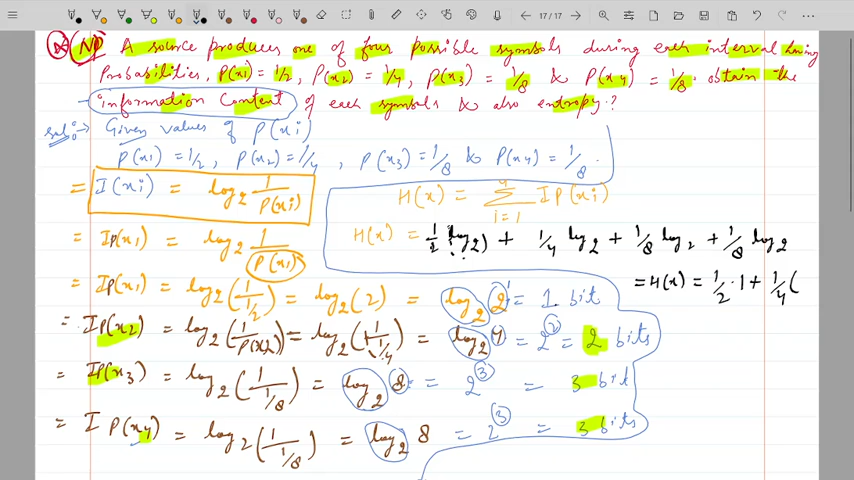 17 / 17
(No) A source produces one of four possible symbols during each interval having
Probabilities, P(x1) = 1/2, P(x2) = 1/4, P(x3) = 1/8 & P(x4) = 1/8. obtain the
information Content of each symbols & also entropy.?
Soln:→ Given values of P(xi)
P(x1) = 1/2, P(x2) = 1/4, P(x3) = 1/8 & P(x4) = 1/8.
= I(xi) = log2 1/P(xi)
H(x) = Σ i=1 IP(xi)
= IP(x1) = log2 1/P(x1)
H(x) = 1/2 log2) + 1/4 log2 + 1/8 log2 + 1/8 log2
= IP(x1) = log2(1/1/2) = log2(2) = log2 2^1 = 1 bit
= H(x) = 1/2 · 1 + 1/4 (
= IP(x2) = log2(1/P(x2)) = log2(1/1/4) = log2 4 = 2^2 = 2 bits
= IP(x3) = log2(1/1/8) = log2 8 = 2^3 = 3 bit
= I P(x4) = log2(1/1/8) = log2 8 = 2^3 = 3 bits